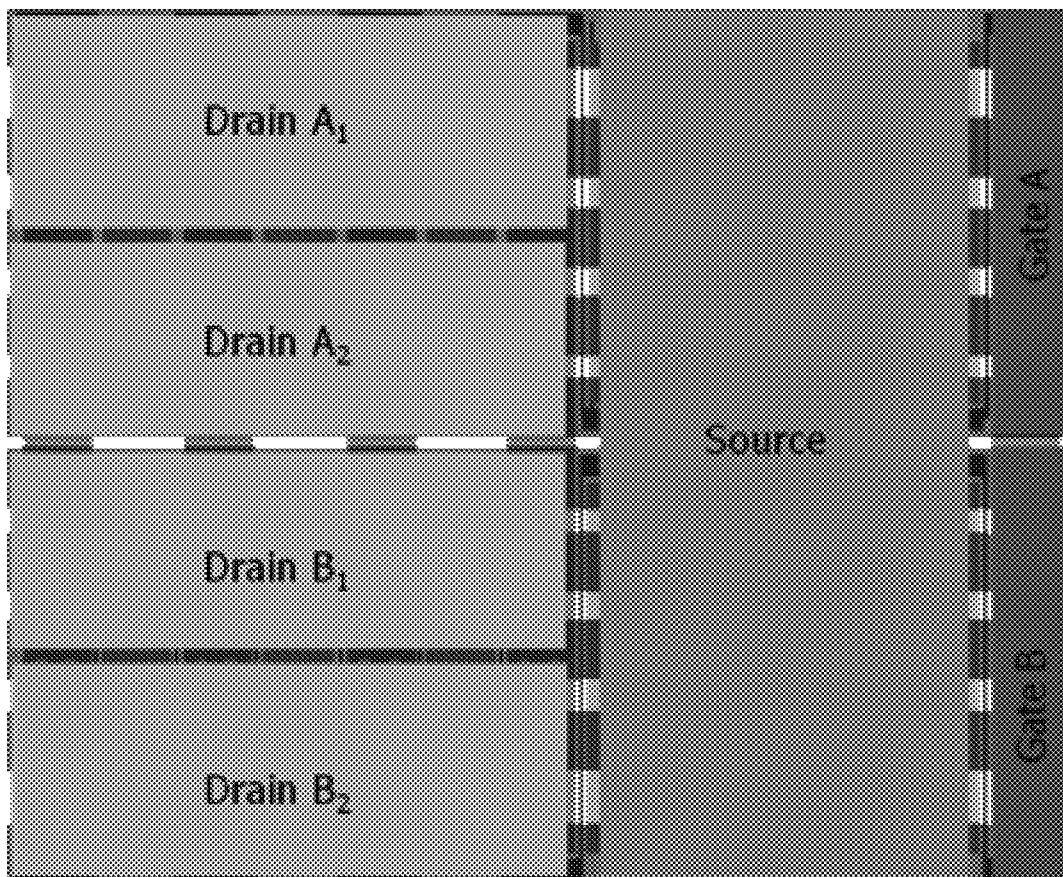 Drain A₁
Gate A
Drain A₂
Source
Drain B₁
Gate B
Drain B₂